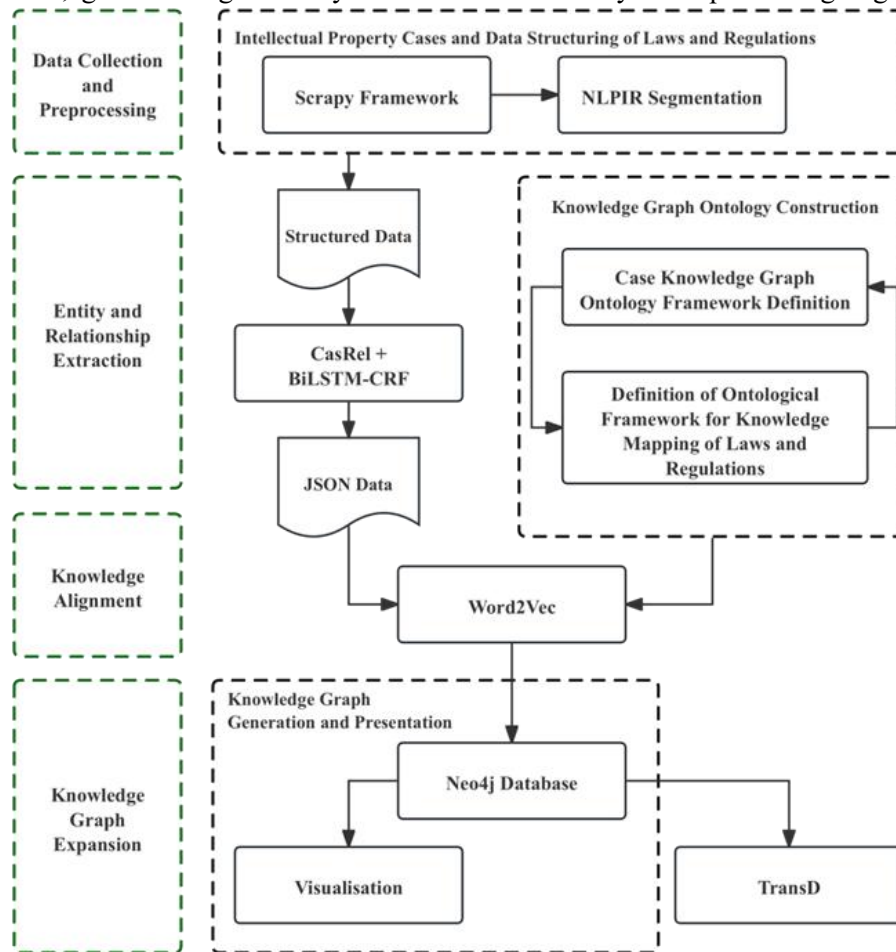 Data Collection
and
Preprocessing
Intellectual Property Cases and Data Structuring of Laws and Regulations
Scrapy Framework
NLPIR Segmentation
Entity and
Relationship
Extraction
Structured Data
CasRel +
BiLSTM-CRF
JSON Data
Knowledge Graph Ontology Construction
Case Knowledge Graph
Ontology Framework Definition
Definition of Ontological
Framework for Knowledge
Mapping of Laws and
Regulations
Knowledge
Alignment
Word2Vec
Knowledge
Graph
Expansion
Knowledge Graph
Generation and Presentation
Neo4j Database
Visualisation
TransD